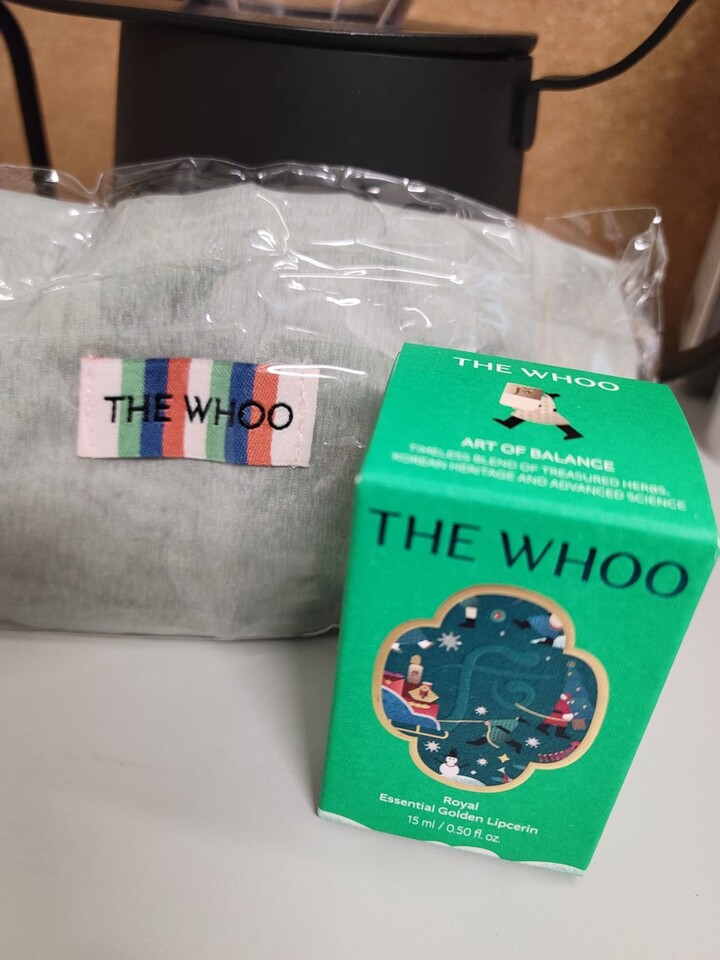 THE WHOO
THE WHOO
ART OF BALANCE
TIMELESS BLEND OF TREASURED HERBS,
KOREAN HERITAGE AND ADVANCED SCIENCE
THE WHOO
Royal
Essential Golden Lipcerin
15 ml / 0.50 fl. oz.